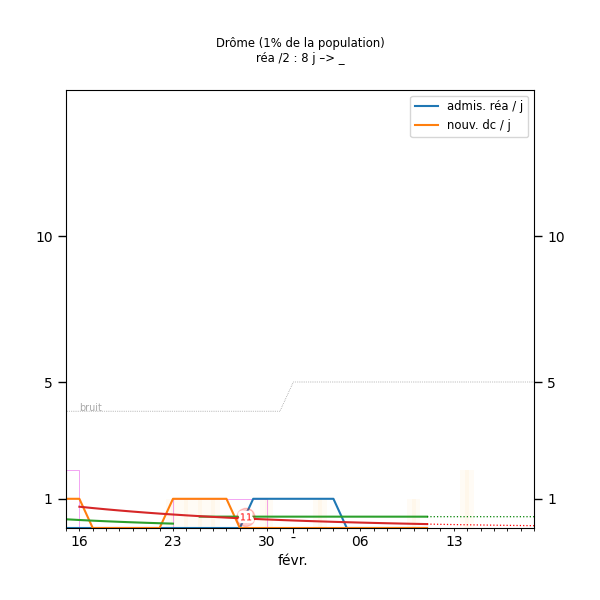 Drôme (1% de la population)
réa /2 : 8 j –> _
admis. réa / j
nouv. dc / j
10
10
5
5
bruit
1
1
11
16
23
30
-
06
13
févr.